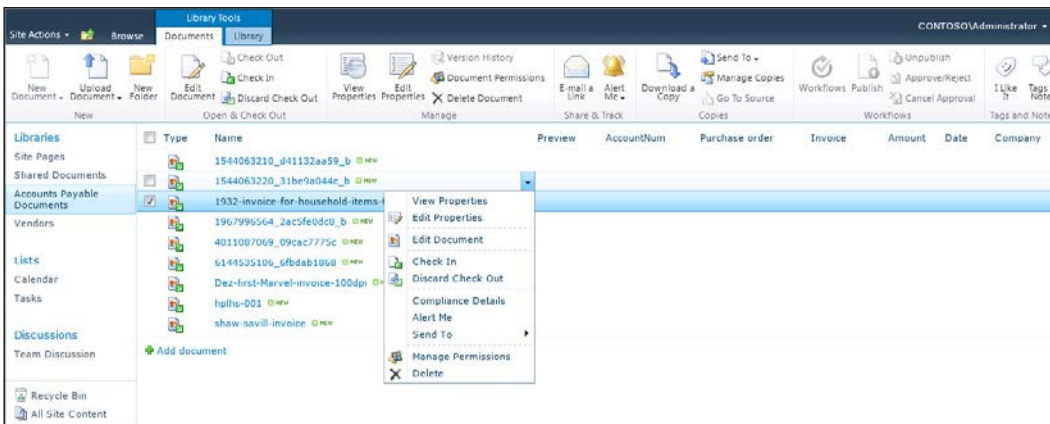 Library Tools
CONTOSO\Administrator
Site Actions Browse Documents Library
New Document
Upload Document
New Folder
New
Edit Document
Check Out
Check In
Discard Check Out
Open & Check Out
View Properties
Edit Properties
Version History
Document Permissions
Delete Document
Manage
E-mail a Link
Alert Me
Share & Track
Download a Copy
Send To
Manage Copies
Go To Source
Copies
Workflows
Publish
Unpublish
Approve/Reject
Cancel Approval
Workflows
I Like It
Tags
Note
Tags and Note
Libraries
Site Pages
Shared Documents
Accounts Payable Documents
Vendors
Lists
Calendar
Tasks
Discussions
Team Discussion
Recycle Bin
All Site Content
Type Name Preview AccountNum Purchase order Invoice Amount Date Company
1544063210_d41132aa59_b NEW
1544063220_31be9a044c_b NEW
1932-invoice-for-household-items-
1967996564_2ac5fe0dc8_b NEW
4011087069_09cac7775c NEW
6144535106_6fbdab1868 NEW
Dez-first-Marvel-invoice-100dpi
hplhs-001 NEW
shaw-savill-invoice NEW
Add document
View Properties
Edit Properties
Edit Document
Check In
Discard Check Out
Compliance Details
Alert Me
Send To
Manage Permissions
Delete